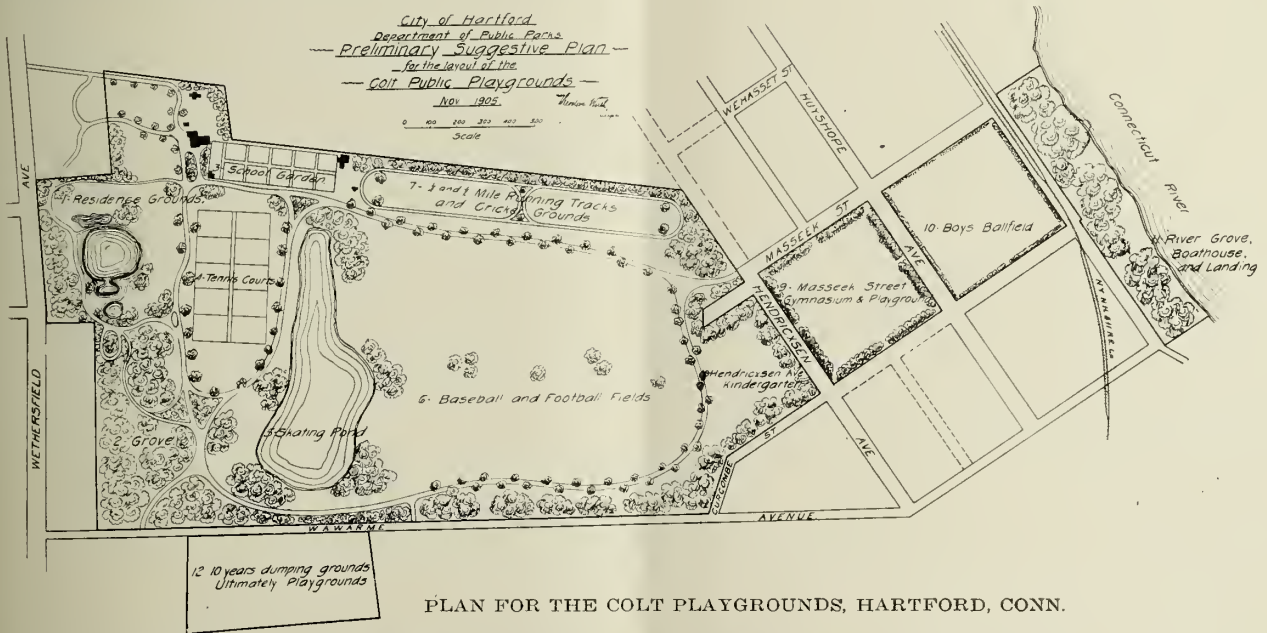 City of Hartford
Department of Public Parks
Preliminary Suggestive Plan
for the layout of the
Colt Public Playgrounds
Nov 1905.
0 100 200 300 400 500
Scale
AVE
WETHERSFIELD
1- Residence Grounds
School Garden
7- ½ and ¼ Mile Running Tracks
and Cricket Grounds
4- Tennis Courts
2 Grove
5- Skating Pond
6- Baseball and Football Fields
WAWARME
AVENUE
12 10 years dumping grounds
Ultimately Playgrounds
WEHASSET ST
HUYSHOPE
AVE
MASSEEK ST
HENDRICXSEN
AVE
9- Masseek Street
Gymnasium & Playground
Hendricxsen Ave
Kindergarten
CURCOMBE
ST
10- Boys Ballfield
Connecticut
River
11 River Grove,
Boathouse,
and Landing
PLAN FOR THE COLT PLAYGROUNDS, HARTFORD, CONN.